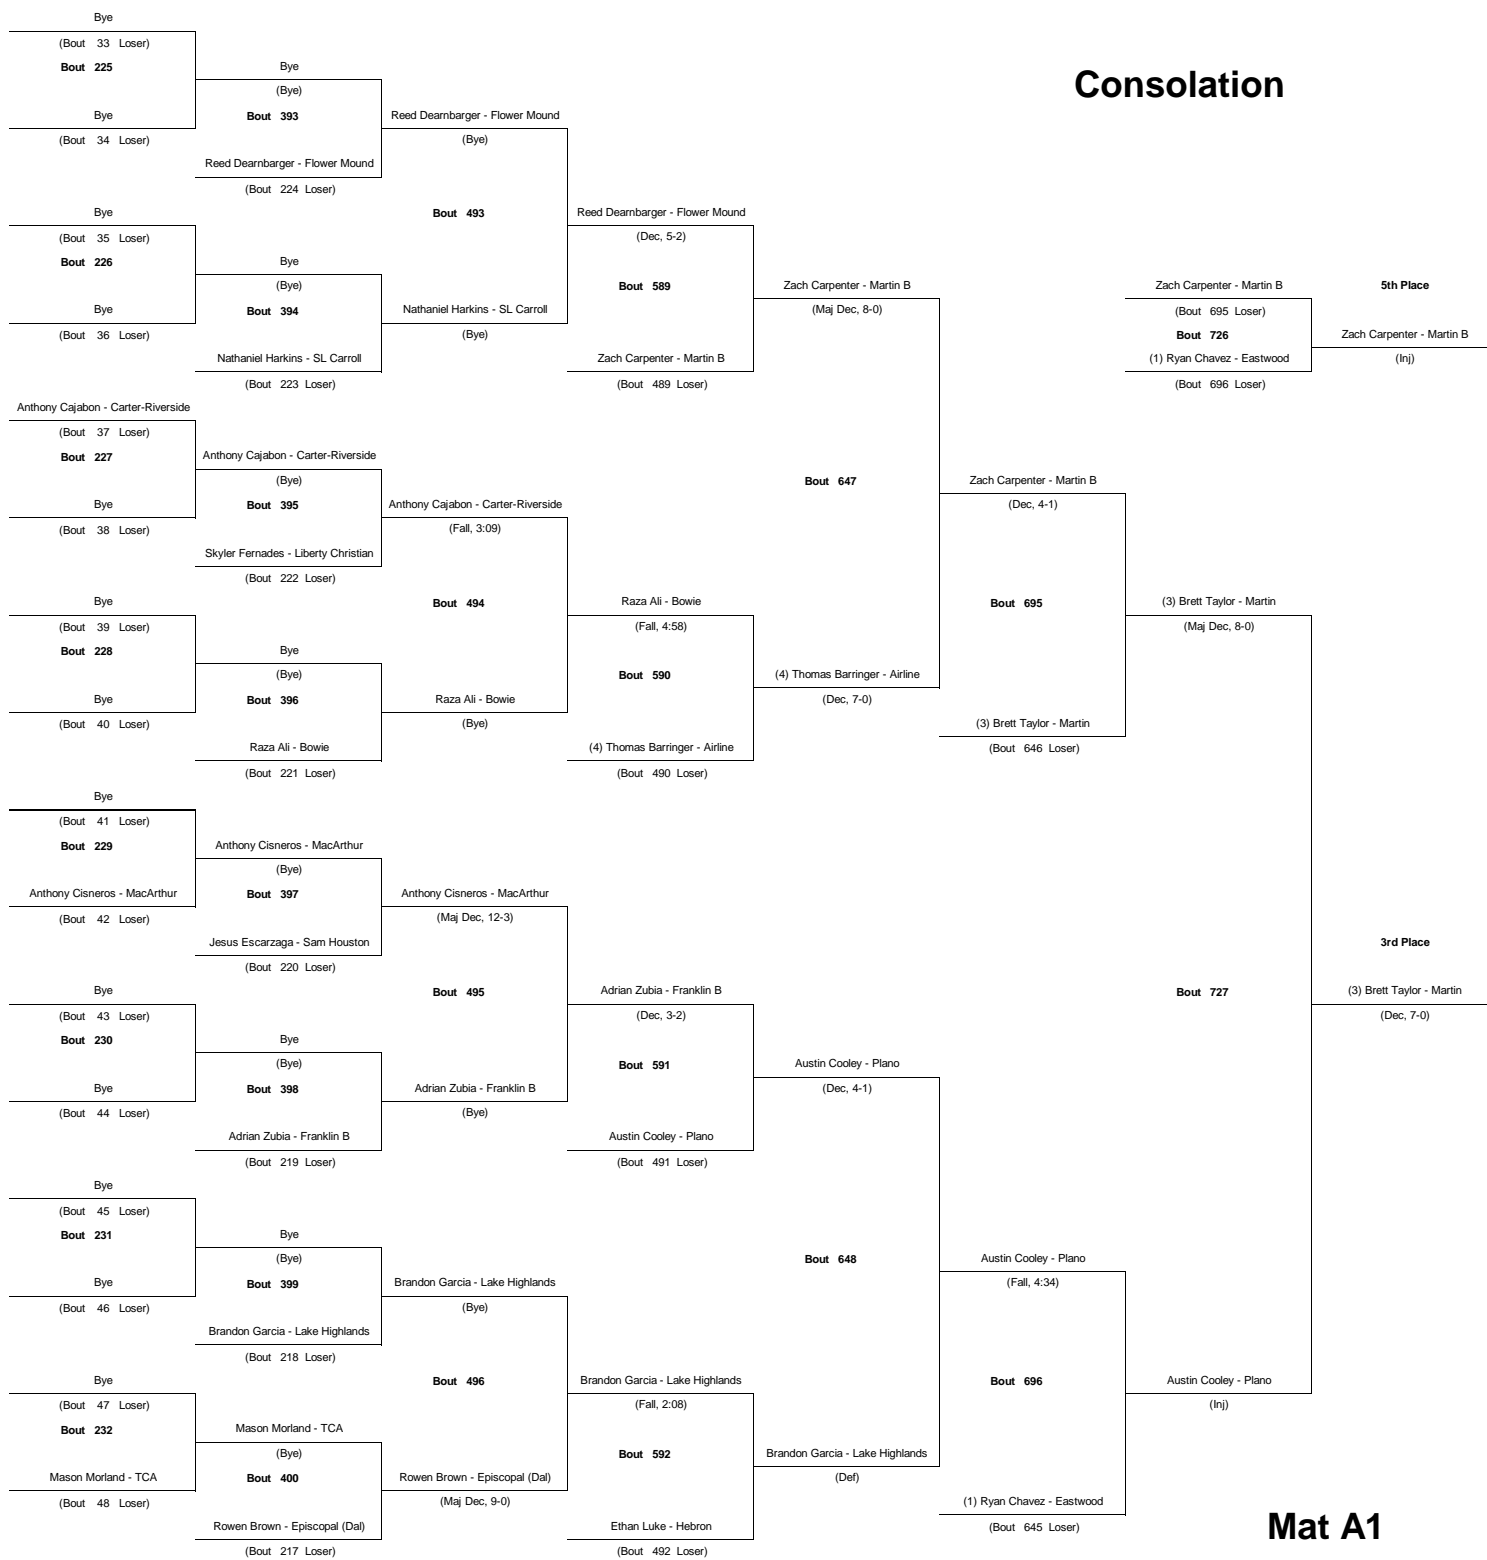 Bye
(Bout 33 Loser)
Bout 225
Bye
(Bout 34 Loser)
Bye
(Bout 35 Loser)
Bout 226
Bye
(Bout 36 Loser)
Anthony Cajabon - Carter-Riverside
(Bout 37 Loser)
Bout 227
Bye
(Bout 38 Loser)
Bye
(Bout 39 Loser)
Bout 228
Bye
(Bout 40 Loser)
Bye
(Bout 41 Loser)
Bout 229
Anthony Cisneros - MacArthur
(Bout 42 Loser)
Bye
(Bout 43 Loser)
Bout 230
Bye
(Bout 44 Loser)
Bye
(Bout 45 Loser)
Bout 231
Bye
(Bout 46 Loser)
Bye
(Bout 47 Loser)
Bout 232
Mason Morland - TCA
(Bout 48 Loser)
Bye
(Bye)
Bout 393
Reed Dearnbarger - Flower Mound
(Bout 224 Loser)
Bye
(Bye)
Bout 394
Nathaniel Harkins - SL Carroll
(Bout 223 Loser)
Anthony Cajabon - Carter-Riverside
(Bye)
Bout 395
Skyler Fernades - Liberty Christian
(Bout 222 Loser)
Bye
(Bye)
Bout 396
Raza Ali - Bowie
(Bout 221 Loser)
Anthony Cisneros - MacArthur
(Bye)
Bout 397
Jesus Escarzaga - Sam Houston
(Bout 220 Loser)
Bye
(Bye)
Bout 398
Adrian Zubia - Franklin B
(Bout 219 Loser)
Bye
(Bye)
Bout 399
Brandon Garcia - Lake Highlands
(Bout 218 Loser)
Mason Morland - TCA
(Bye)
Bout 400
Rowen Brown - Episcopal (Dal)
(Bout 217 Loser)
Reed Dearnbarger - Flower Mound
(Bye)
Bout 493
Nathaniel Harkins - SL Carroll
(Bye)
Anthony Cajabon - Carter-Riverside
(Fall, 3:09)
Bout 494
Raza Ali - Bowie
(Bye)
Anthony Cisneros - MacArthur
(Maj Dec, 12-3)
Bout 495
Adrian Zubia - Franklin B
(Bye)
Brandon Garcia - Lake Highlands
(Bye)
Bout 496
Rowen Brown - Episcopal (Dal)
(Maj Dec, 9-0)
Reed Dearnbarger - Flower Mound
(Dec, 5-2)
Bout 589
Zach Carpenter - Martin B
(Bout 489 Loser)
Raza Ali - Bowie
(Fall, 4:58)
Bout 590
(4) Thomas Barringer - Airline
(Bout 490 Loser)
Adrian Zubia - Franklin B
(Dec, 3-2)
Bout 591
Austin Cooley - Plano
(Bout 491 Loser)
Brandon Garcia - Lake Highlands
(Fall, 2:08)
Bout 592
Ethan Luke - Hebron
(Bout 492 Loser)
Zach Carpenter - Martin B
(Maj Dec, 8-0)
Bout 647
(4) Thomas Barringer - Airline
(Dec, 7-0)
Austin Cooley - Plano
(Dec, 4-1)
Bout 648
Brandon Garcia - Lake Highlands
(Def)
Zach Carpenter - Martin B
(Dec, 4-1)
Bout 695
(3) Brett Taylor - Martin
(Bout 646 Loser)
Austin Cooley - Plano
(Fall, 4:34)
Bout 696
(1) Ryan Chavez - Eastwood
(Bout 645 Loser)
Consolation
Zach Carpenter - Martin B
(Bout 695 Loser)
Bout 726
(1) Ryan Chavez - Eastwood
(Bout 696 Loser)
5th Place
Zach Carpenter - Martin B
(Inj)
(3) Brett Taylor - Martin
(Maj Dec, 8-0)
Bout 727
Austin Cooley - Plano
(Inj)
3rd Place
(3) Brett Taylor - Martin
(Dec, 7-0)
Mat A1